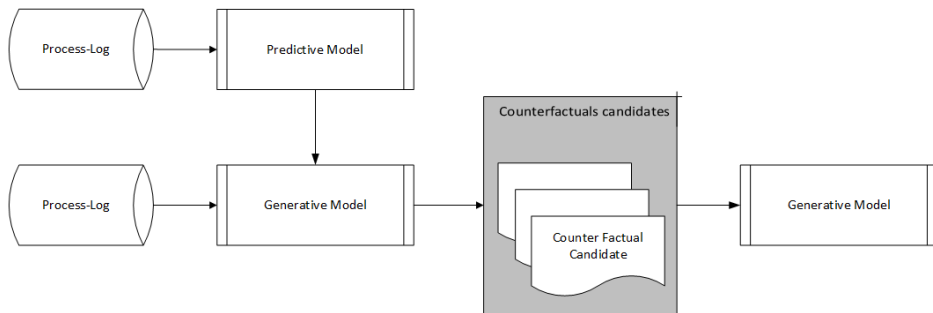 Process-Log
Predictive Model
Counterfactuals candidates
Process-Log
Generative Model
Counter Factual
Candidate
Generative Model